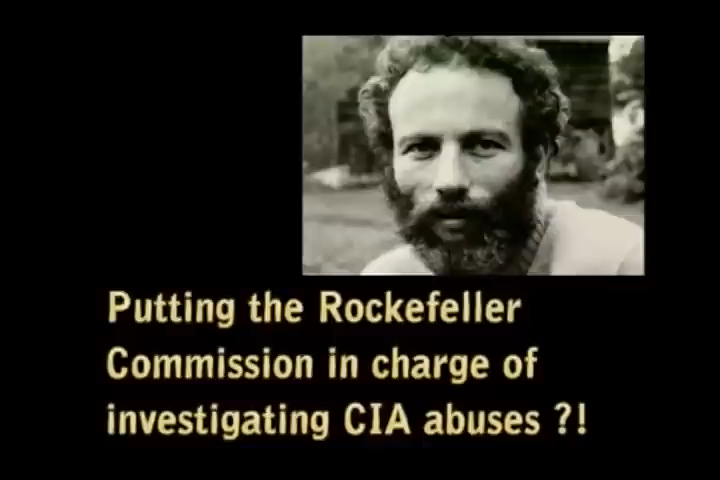 Putting the Rockefeller
Commission in charge of
investigating CIA abuses ?!